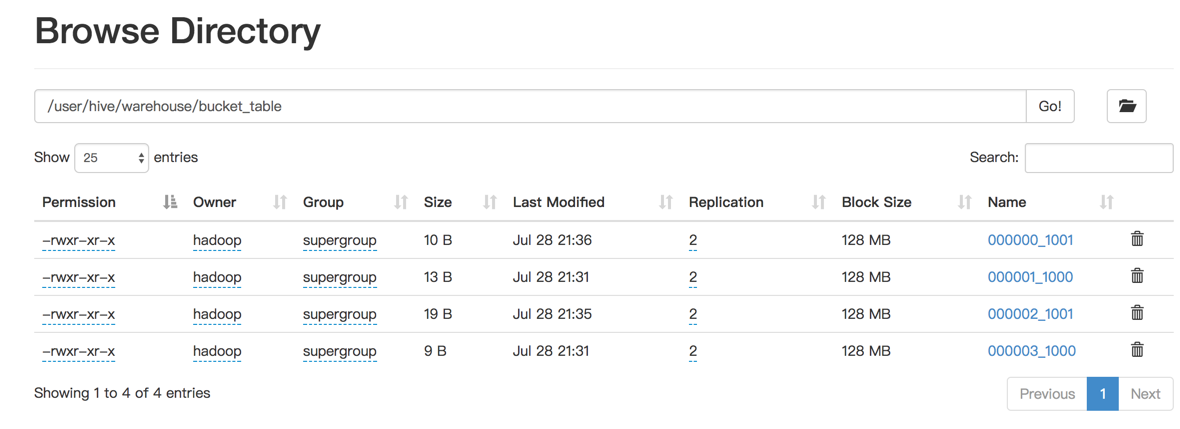 Browse Directory
/user/hive/warehouse/bucket_table Go!
Show 25 entries Search:
Permission Owner Group Size Last Modified Replication Block Size Name
-rwxr-xr-x hadoop supergroup 10 B Jul 28 21:36 2 128 MB 000000_1001
-rwxr-xr-x hadoop supergroup 13 B Jul 28 21:31 2 128 MB 000001_1000
-rwxr-xr-x hadoop supergroup 19 B Jul 28 21:35 2 128 MB 000002_1001
-rwxr-xr-x hadoop supergroup 9 B Jul 28 21:31 2 128 MB 000003_1000
Showing 1 to 4 of 4 entries Previous 1 Next